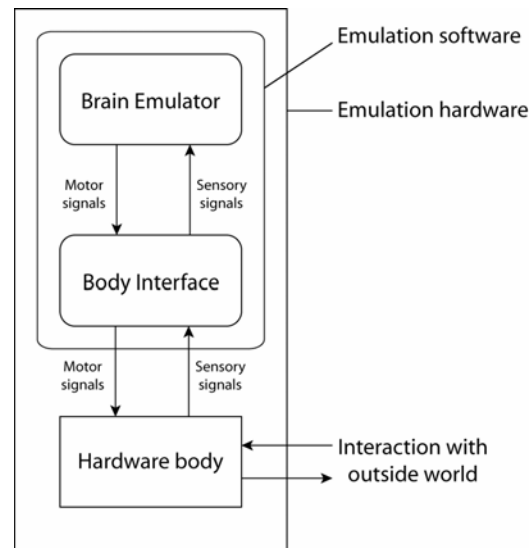 Emulation software
Brain Emulator
Emulation hardware
Motor
signals
Sensory
signals
Body Interface
Motor
signals
Sensory
signals
Hardware body
Interaction with
outside world